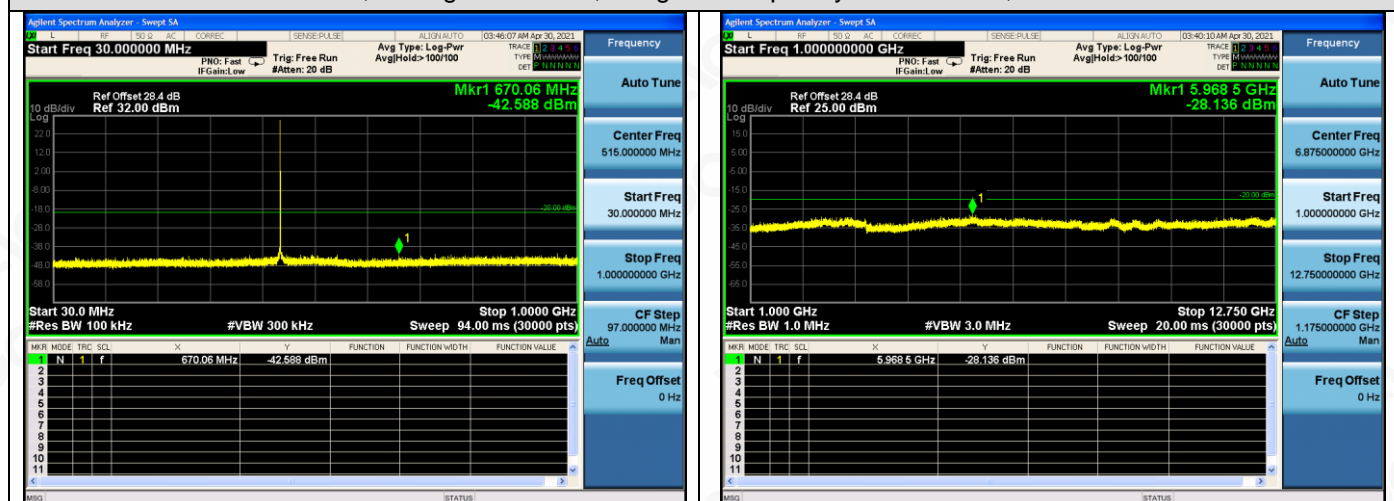 Agilent Spectrum Analyzer - Swept SA
L RF 50 Ω AC CORREC SENSE:PULSE ALIGNAUTO 03:46:07 AM Apr 30, 2021
Start Freq 30.000000 MHz
PNO: Fast
IFGain:Low
Trig: Free Run
#Atten: 20 dB
Avg Type: Log-Pwr
Avg|Hold:>100/100
TRACE 1 2 3 4 5 6
TYPE M
DET P N N N N N
Ref Offset 28.4 dB
10 dB/div Ref 32.00 dBm
Log
Mkr1 670.06 MHz
-42.588 dBm
22.0
12.0
2.00
-8.00
-18.0
-28.0
-38.0
-48.0
-58.0
-20.00 dBm
1
Start 30.0 MHz Stop 1.0000 GHz
#Res BW 100 kHz #VBW 300 kHz Sweep 94.00 ms (30000 pts)
MKR MODE TRC SCL X Y FUNCTION FUNCTION WIDTH FUNCTION VALUE
1 N 1 f 670.06 MHz -42.588 dBm
2
3
4
5
6
7
8
9
10
11
MSG STATUS
Frequency
Auto Tune
Center Freq
515.000000 MHz
Start Freq
30.000000 MHz
Stop Freq
1.000000000 GHz
CF Step
97.000000 MHz
Auto Man
Freq Offset
0 Hz
Agilent Spectrum Analyzer - Swept SA
L RF 50 Ω AC CORREC SENSE:PULSE ALIGNAUTO 03:40:10 AM Apr 30, 2021
Start Freq 1.000000000 GHz
PNO: Fast
IFGain:Low
Trig: Free Run
#Atten: 20 dB
Avg Type: Log-Pwr
Avg|Hold:>100/100
TRACE 1 2 3 4 5 6
TYPE M
DET P N N N N N
Ref Offset 28.4 dB
10 dB/div Ref 25.00 dBm
Log
Mkr1 5.968 5 GHz
-28.136 dBm
15.0
5.00
-5.00
-15.0
-25.0
-35.0
-45.0
-55.0
-65.0
-20.00 dBm
1
Start 1.000 GHz Stop 12.750 GHz
#Res BW 1.0 MHz #VBW 3.0 MHz Sweep 20.00 ms (30000 pts)
MKR MODE TRC SCL X Y FUNCTION FUNCTION WIDTH FUNCTION VALUE
1 N 1 f 5.968 5 GHz -28.136 dBm
2
3
4
5
6
7
8
9
10
11
MSG STATUS
Frequency
Auto Tune
Center Freq
6.875000000 GHz
Start Freq
1.000000000 GHz
Stop Freq
12.750000000 GHz
CF Step
1.175000000 GHz
Auto Man
Freq Offset
0 Hz